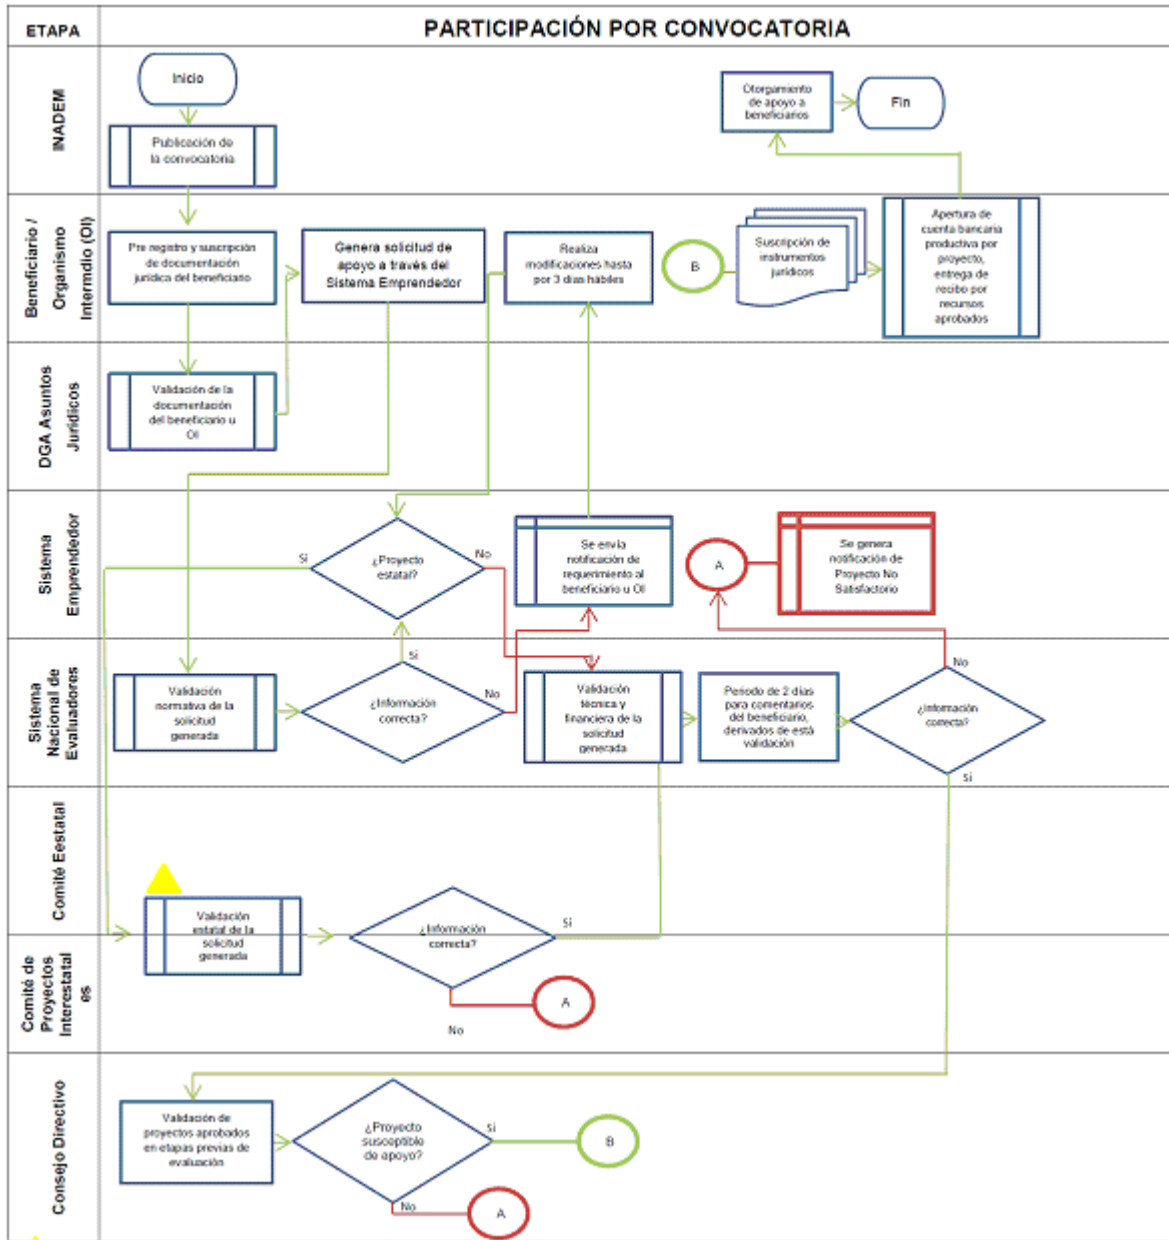 ETAPA
PARTICIPACIÓN POR CONVOCATORIA
INADEM
Inicio
Publicación de
la convocatoria
Otorgamiento
de apoyo a
beneficiarios
Fin
Beneficiario /
Organismo
Intermdio (OI)
Pre registro y suscripción
de documentación
jurídica del beneficiario
Genera solicitud de
apoyo a través del
Sistema Emprendedor
Realiza
modificaciones hasta
por 3 días hábiles
B
Suscripción de
instrumentos
jurídicos
Apertura de
cuenta bancaria
productiva por
proyecto,
entrega de
recibo por
recursos
aprobados
DGA Asuntos
Jurídicos
Validación de la
documentación
del beneficiario u
OI
Sistema
Emprendedor
Si
¿Proyecto
estatal?
No
Se envía
notificación de
requerimiento al
beneficiario u OI
A
Se genera
notificación de
Proyecto No
Satisfactorio
Sistema
Nacional de
Evaluadores
Validación
normativa de la
solicitud
generada
Si
¿Información
correcta?
No
Validación
técnica y
financiera de la
solicitud
generada
Periodo de 2 días
para comentarios
del beneficiario,
derivados de está
validación
No
¿Información
correcta?
Si
Comité Eestatal
Validación
estatal de la
solicitud
generada
¿Información
correcta?
Si
Comité de
Proyectos
Interestatal
es
A
No
Consejo Directivo
Validación de
proyectos aprobados
en etapas previas de
evaluación
¿Proyecto
susceptible
de apoyo?
Si
B
No
A